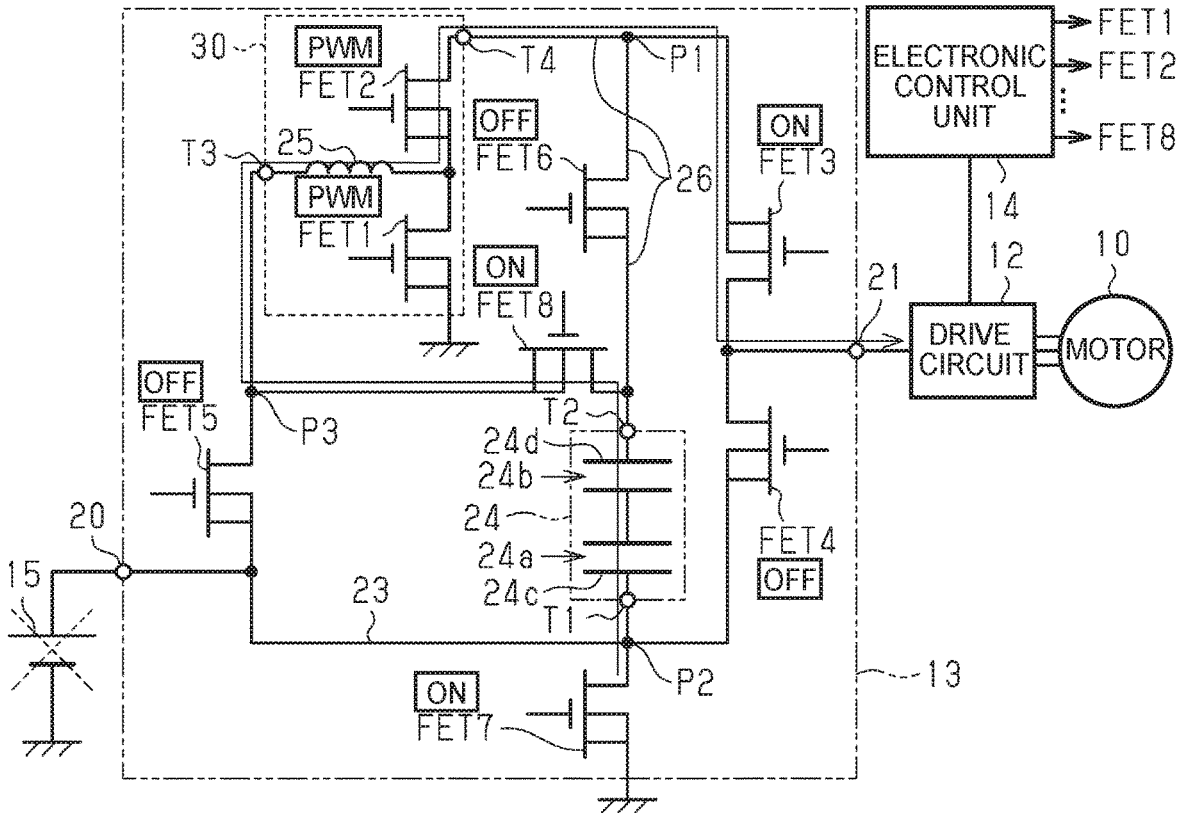 30
PWM
FET2
T4
P1
ELECTRONIC
CONTROL
UNIT
FET1
FET2
FET8
25
T3
OFF
FET6
ON
FET3
26
PWM
FET1
14
ON
FET8
21
12
10
DRIVE
CIRCUIT
MOTOR
OFF
FET5
P3
T2
24d
24b
24
24a
24c
T1
FET4
OFF
20
15
23
P2
13
ON
FET7